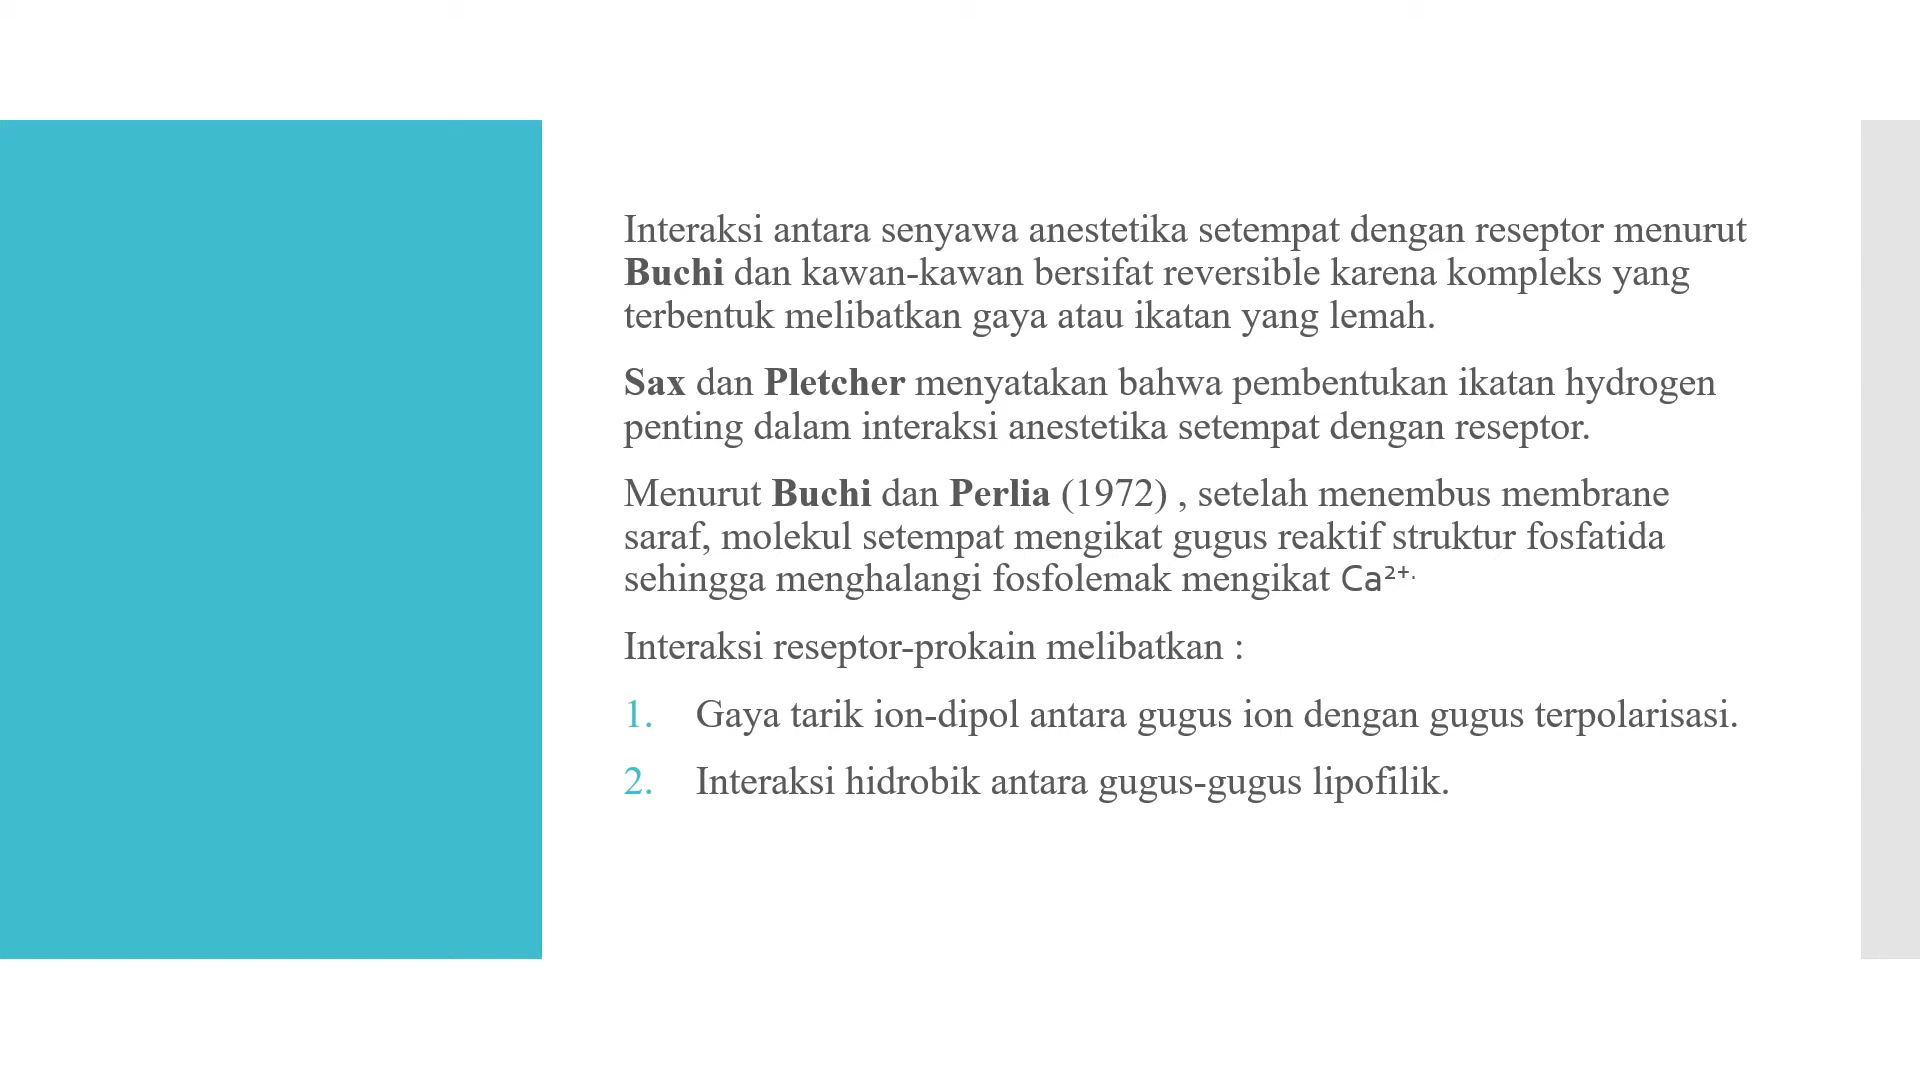 Interaksi antara senyawa anestetika setempat dengan reseptor menurut
Buchi dan kawan-kawan bersifat reversible karena kompleks yang
terbentuk melibatkan gaya atau ikatan yang lemah.
Sax dan Pletcher menyatakan bahwa pembentukan ikatan hydrogen
penting dalam interaksi anestetika setempat dengan reseptor.
Menurut Buchi dan Perlia (1972) , setelah menembus membrane
saraf, molekul setempat mengikat gugus reaktif struktur fosfatida
sehingga menghalangi fosfolemak mengikat Ca²⁺.
Interaksi reseptor-prokain melibatkan :
1. Gaya tarik ion-dipol antara gugus ion dengan gugus terpolarisasi.
2. Interaksi hidrobik antara gugus-gugus lipofilik.